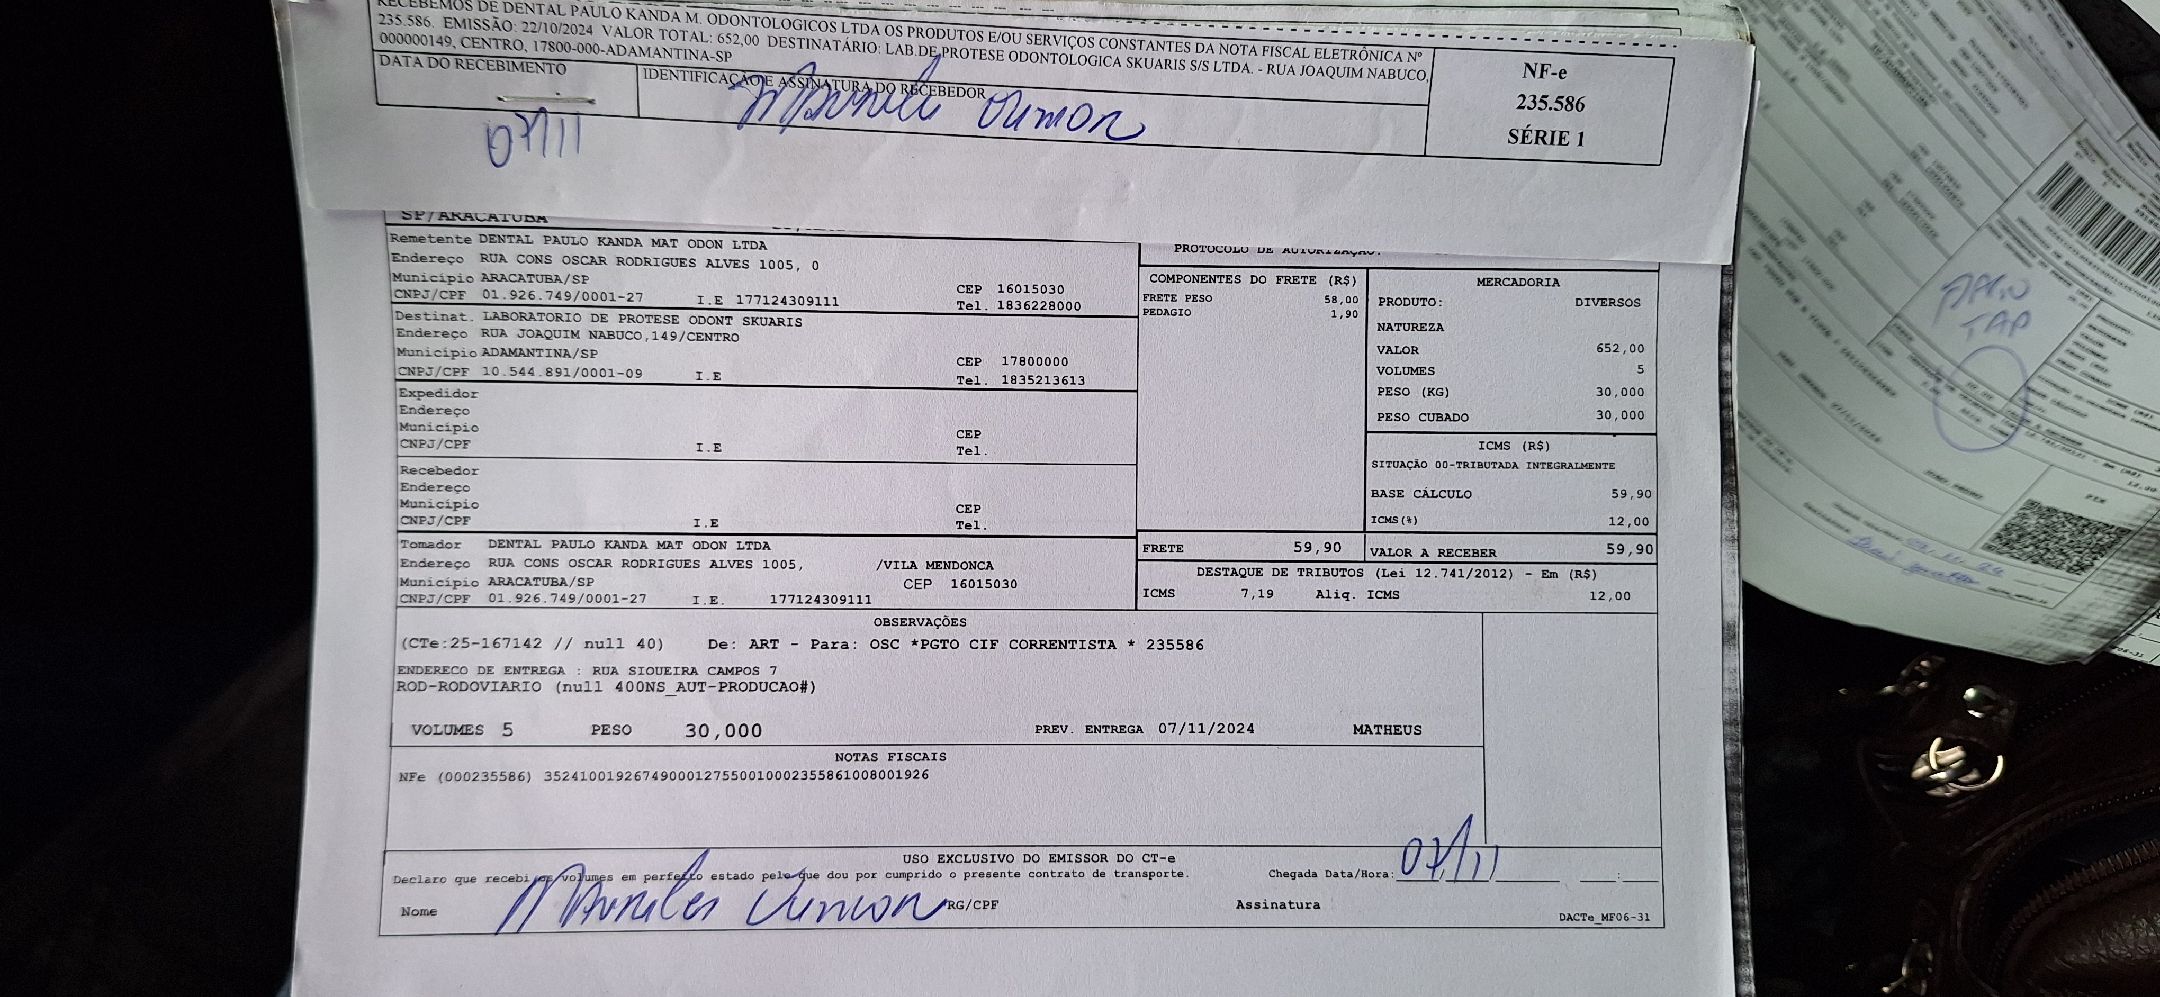 RECEBEMOS DE DENTAL PAULO KANDA M. ODONTOLOGICOS LTDA OS PRODUTOS E/OU SERVIÇOS CONSTANTES DA NOTA FISCAL ELETRÔNICA Nº
235.586. EMISSÃO: 22/10/2024 VALOR TOTAL: 652,00 DESTINATÁRIO: LAB.DE PROTESE ODONTOLOGICA SKUARIS S/S LTDA. - RUA JOAQUIM NABUCO,
000000149, CENTRO, 17800-000-ADAMANTINA-SP
DATA DO RECEBIMENTO
IDENTIFICAÇÃO E ASSINATURA DO RECEBEDOR
07/11
NF-e
235.586
SÉRIE 1
SP/ARACATUBA
Remetente DENTAL PAULO KANDA MAT ODON LTDA
Endereço RUA CONS OSCAR RODRIGUES ALVES 1005, 0
Município ARACATUBA/SP CEP 16015030
CNPJ/CPF 01.926.749/0001-27 I.E 177124309111 Tel. 1836228000
Destinat. LABORATORIO DE PROTESE ODONT SKUARIS
Endereço RUA JOAQUIM NABUCO,149/CENTRO
Município ADAMANTINA/SP CEP 17800000
CNPJ/CPF 10.544.891/0001-09 I.E Tel. 1835213613
Expedidor
Endereço
Município CEP
CNPJ/CPF I.E Tel.
Recebedor
Endereço
Município CEP
CNPJ/CPF I.E Tel.
Tomador DENTAL PAULO KANDA MAT ODON LTDA
Endereço RUA CONS OSCAR RODRIGUES ALVES 1005, /VILA MENDONCA
Município ARACATUBA/SP CEP 16015030
CNPJ/CPF 01.926.749/0001-27 I.E. 177124309111
PROTOCOLO DE AUTORIZAÇÃO:
COMPONENTES DO FRETE (R$)
FRETE PESO 58,00
PEDAGIO 1,90
MERCADORIA
PRODUTO: DIVERSOS
NATUREZA
VALOR 652,00
VOLUMES 5
PESO (KG) 30,000
PESO CUBADO 30,000
ICMS (R$)
SITUAÇÃO 00-TRIBUTADA INTEGRALMENTE
BASE CÁLCULO 59,90
ICMS(%) 12,00
FRETE 59,90 VALOR A RECEBER 59,90
DESTAQUE DE TRIBUTOS (Lei 12.741/2012) - Em (R$)
ICMS 7,19 Aliq. ICMS 12,00
OBSERVAÇÕES
(CTe:25-167142 // null 40) De: ART - Para: OSC *PGTO CIF CORRENTISTA * 235586
ENDERECO DE ENTREGA : RUA SIQUEIRA CAMPOS 7
ROD-RODOVIARIO (null 400NS_AUT-PRODUCAO#)
VOLUMES 5 PESO 30,000 PREV. ENTREGA 07/11/2024 MATHEUS
NOTAS FISCAIS
NFe (000235586) 35241001926749000127550010002355861008001926
USO EXCLUSIVO DO EMISSOR DO CT-e
Declaro que recebi os volumes em perfeito estado pelo que dou por cumprido o presente contrato de transporte. Chegada Data/Hora: 07/11
Nome RG/CPF Assinatura
DACTe_MF06-31
TAP
PIX